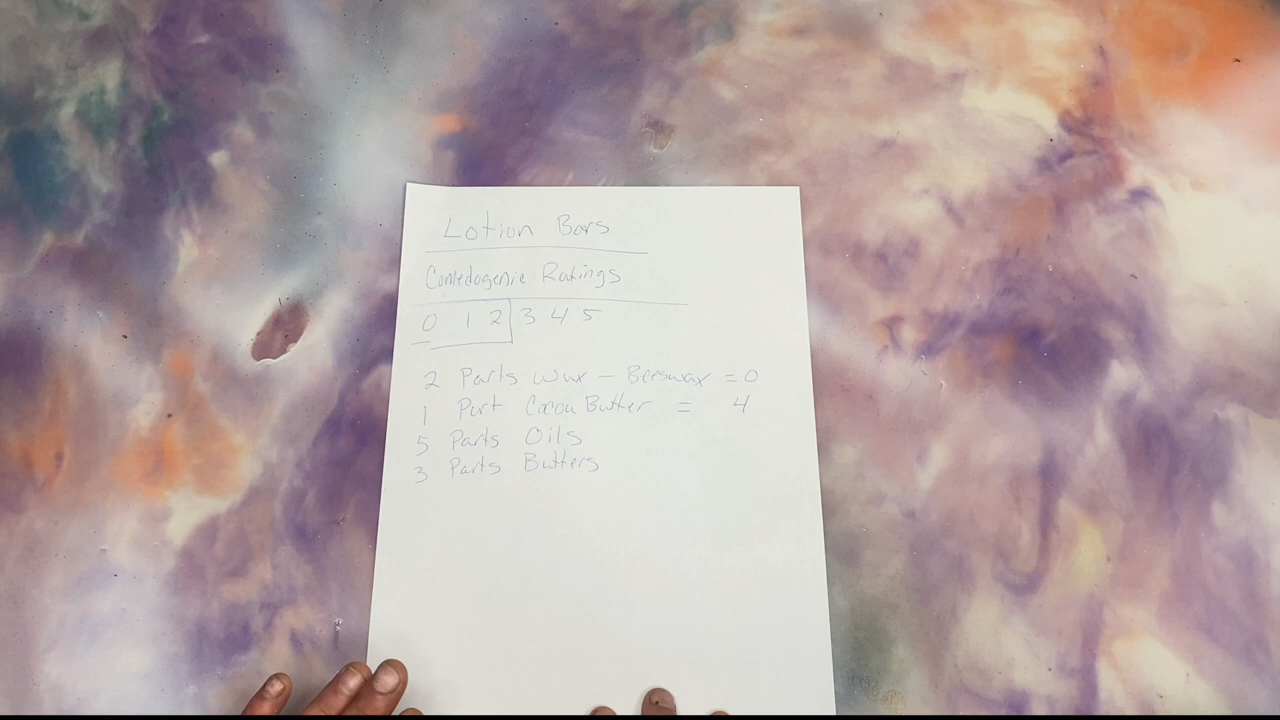 Lotion Bars
Comedogenic Ratings
0 1 2 3 4 5
2 Parts Wax - Beeswax = 0
1 Part Cocoa Butter = 4
5 Parts Oils
3 Parts Butters